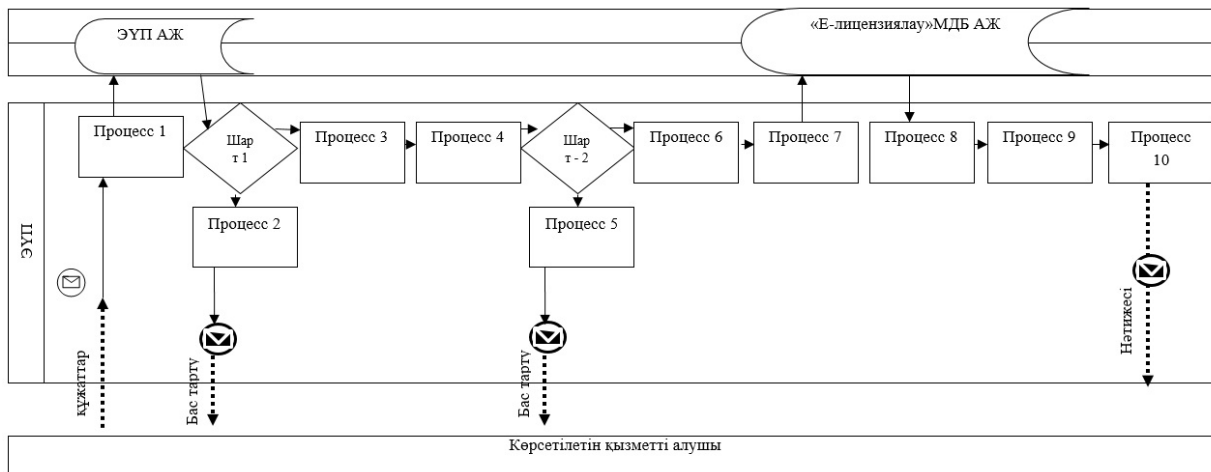 ЭҮП АЖ
«Е-лицензиялау»МДБ АЖ
Процесс 1
Шар
т 1
Процесс 3
Процесс 4
Шар
т - 2
Процесс 6
Процесс 7
Процесс 8
Процесс 9
Процесс
10
Процесс 2
Процесс 5
ЭҮП
құжаттар
Бас тарту
Бас тарту
Нәтижесі
Көрсетілетін қызметті алушы